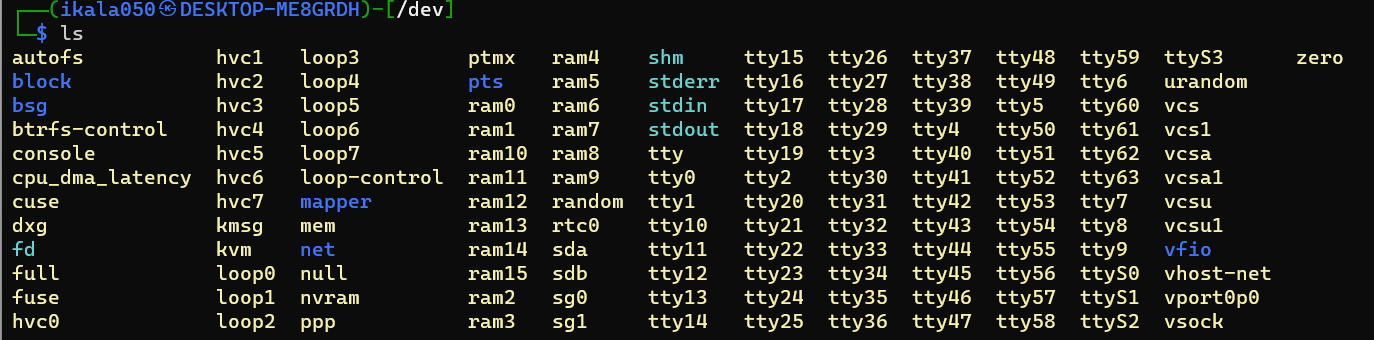 ┌──(ikala050㉿DESKTOP-ME8GRDH)-[/dev]
└─$ ls
autofs hvc1 loop3 ptmx ram4 shm tty15 tty26 tty37 tty48 tty59 ttyS3 zero
block hvc2 loop4 pts ram5 stderr tty16 tty27 tty38 tty49 tty6 urandom
bsg hvc3 loop5 ram0 ram6 stdin tty17 tty28 tty39 tty5 tty60 vcs
btrfs-control hvc4 loop6 ram1 ram7 stdout tty18 tty29 tty4 tty50 tty61 vcs1
console hvc5 loop7 ram10 ram8 tty tty19 tty3 tty40 tty51 tty62 vcsa
cpu_dma_latency hvc6 loop-control ram11 ram9 tty0 tty2 tty30 tty41 tty52 tty63 vcsa1
cuse hvc7 mapper ram12 random tty1 tty20 tty31 tty42 tty53 tty7 vcsu
dxg kmsg mem ram13 rtc0 tty10 tty21 tty32 tty43 tty54 tty8 vcsu1
fd kvm net ram14 sda tty11 tty22 tty33 tty44 tty55 tty9 vfio
full loop0 null ram15 sdb tty12 tty23 tty34 tty45 tty56 ttyS0 vhost-net
fuse loop1 nvram ram2 sg0 tty13 tty24 tty35 tty46 tty57 ttyS1 vport0p0
hvc0 loop2 ppp ram3 sg1 tty14 tty25 tty36 tty47 tty58 ttyS2 vsock